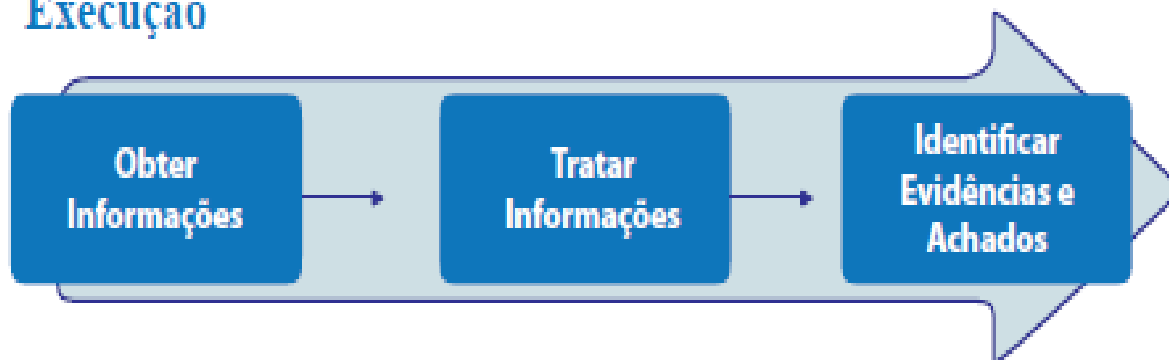 Execução
Obter
Informações
Tratar
Informações
Identificar
Evidências e
Achados